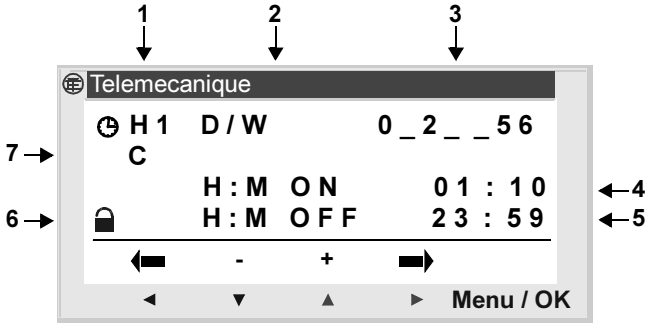 1 2 3
Telemecanique
H1 D/W 0_2__56
7 C
H:M ON 01:10 4
6 H:M OFF 23:59 5
- +
Menu / OK